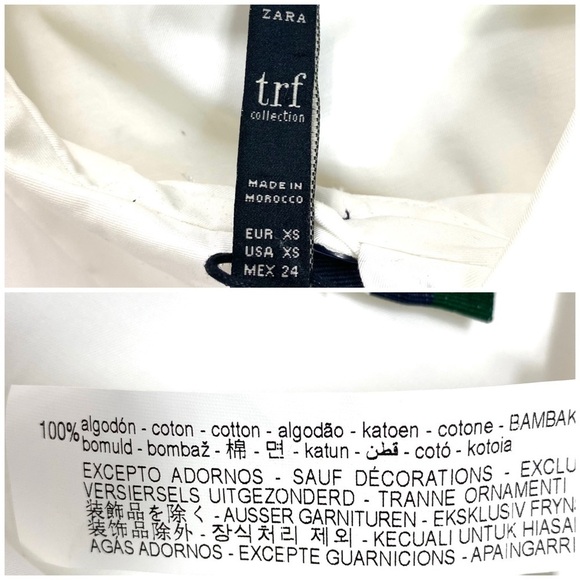 ZARA
trf
collection
MADE IN
MOROCCO
EUR XS
USA XS
MEX 24
100% algodón - coton - cotton - algodão - katoen - cotone - BAMBAK
bomuld - bombaž - 棉 - 면 - katun - قطن - cotó - kotoia
EXCEPTO ADORNOS - SAUF DÉCORATIONS - EXCLU
VERSIERSELS UITGEZONDERD - TRANNE ORNAMENTI
装飾品を除く - AUSSER GARNITUREN - EKSKLUSIV FRYN
装饰品除外 - 장식처리 제외 - KECUALI UNTUK HIASA
AGAS ADORNOS - EXCEPTE GUARNICIONS - APAINGARRI